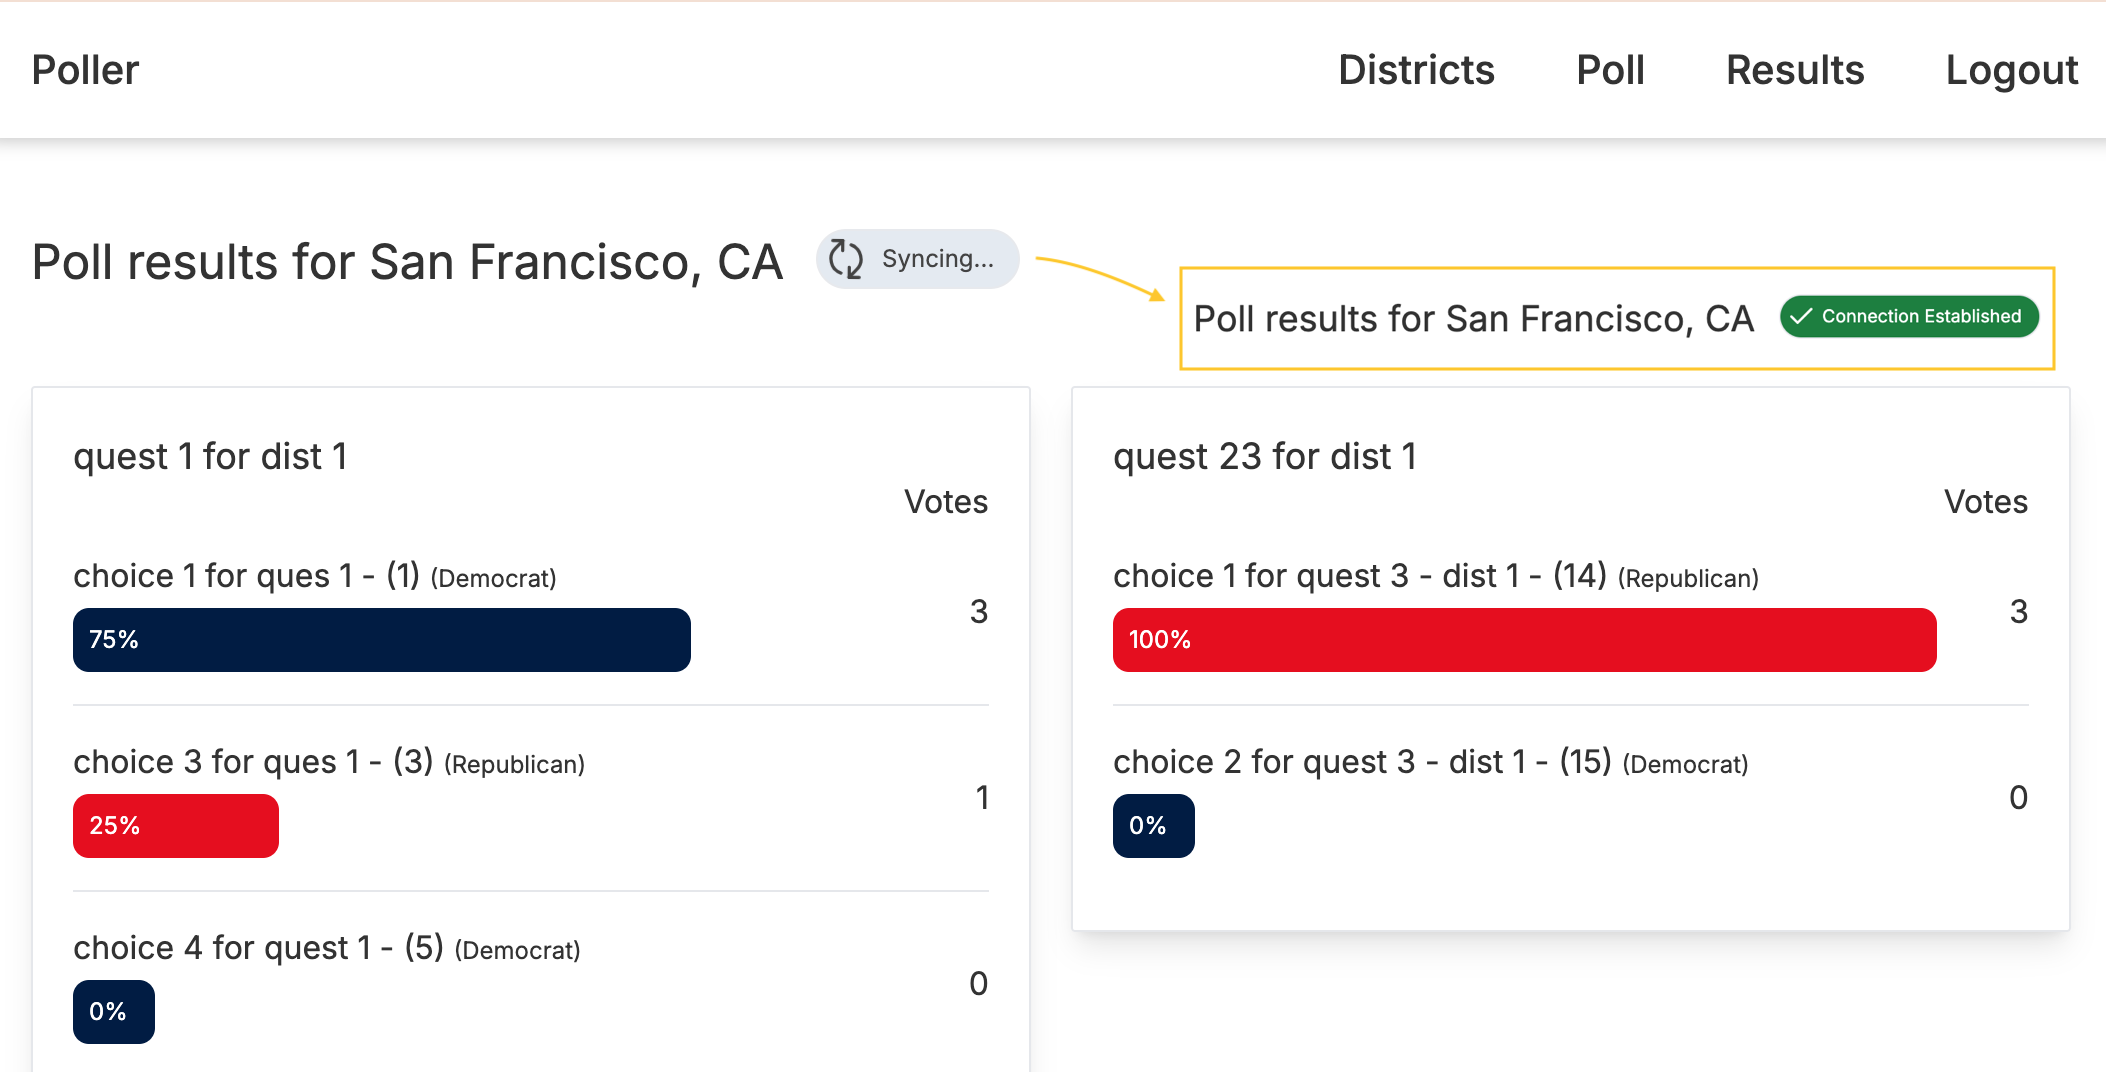 Poller
Districts Poll Results Logout
Poll results for San Francisco, CA Syncing...
Poll results for San Francisco, CA Connection Established
quest 1 for dist 1
Votes
choice 1 for ques 1 - (1) (Democrat)
75%
3
choice 3 for ques 1 - (3) (Republican)
25%
1
choice 4 for quest 1 - (5) (Democrat)
0%
0
quest 23 for dist 1
Votes
choice 1 for quest 3 - dist 1 - (14) (Republican)
100%
3
choice 2 for quest 3 - dist 1 - (15) (Democrat)
0%
0